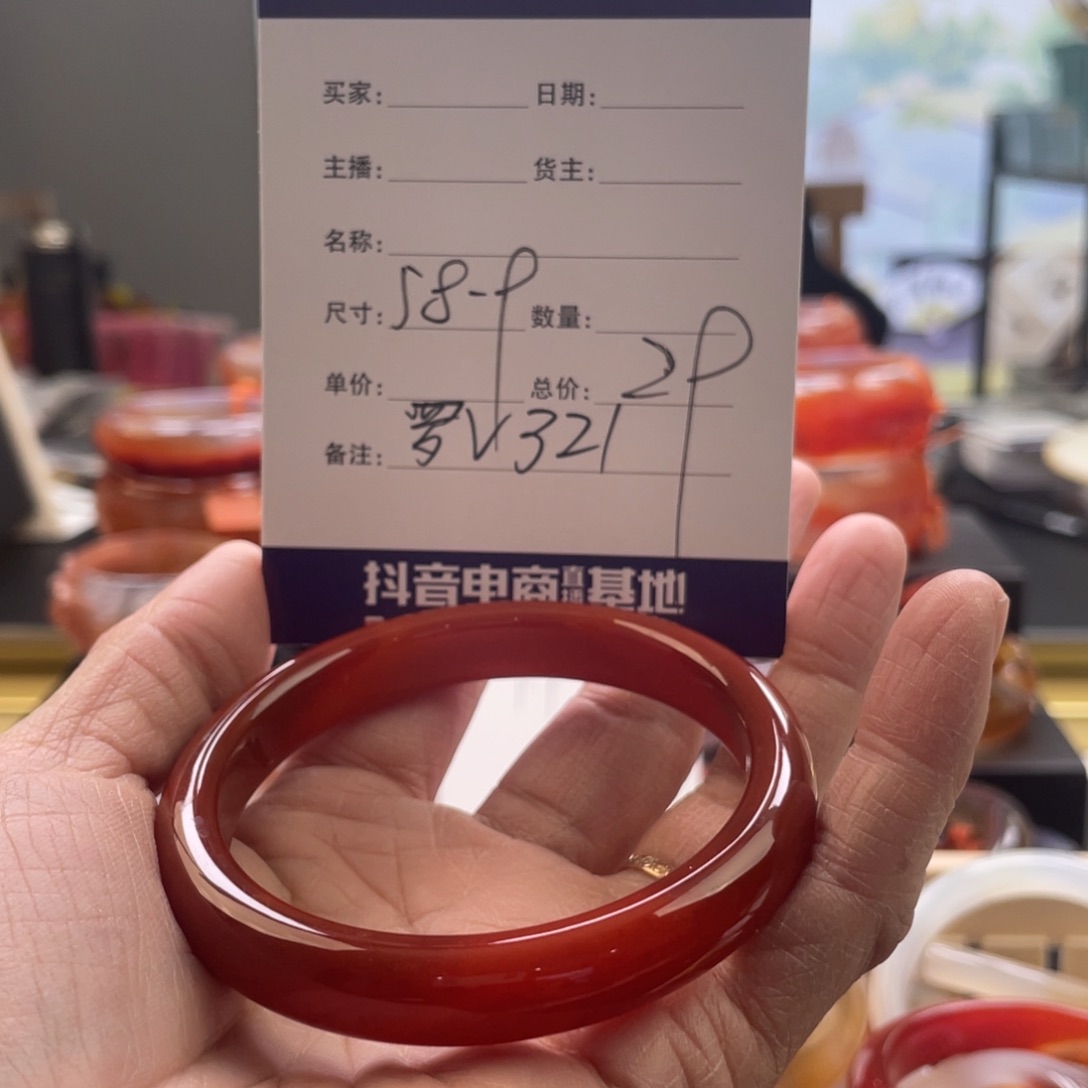 买家： 日期：
主播： 货主：
名称：
尺寸：58-P 数量：
单价： 总价：2P
备注：罗V321
抖音电商直播基地